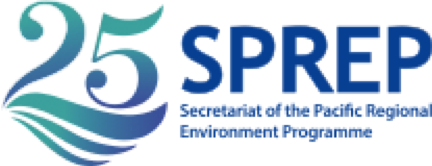 25 SPREP
Secretariat of the Pacific Regional
Environment Programme